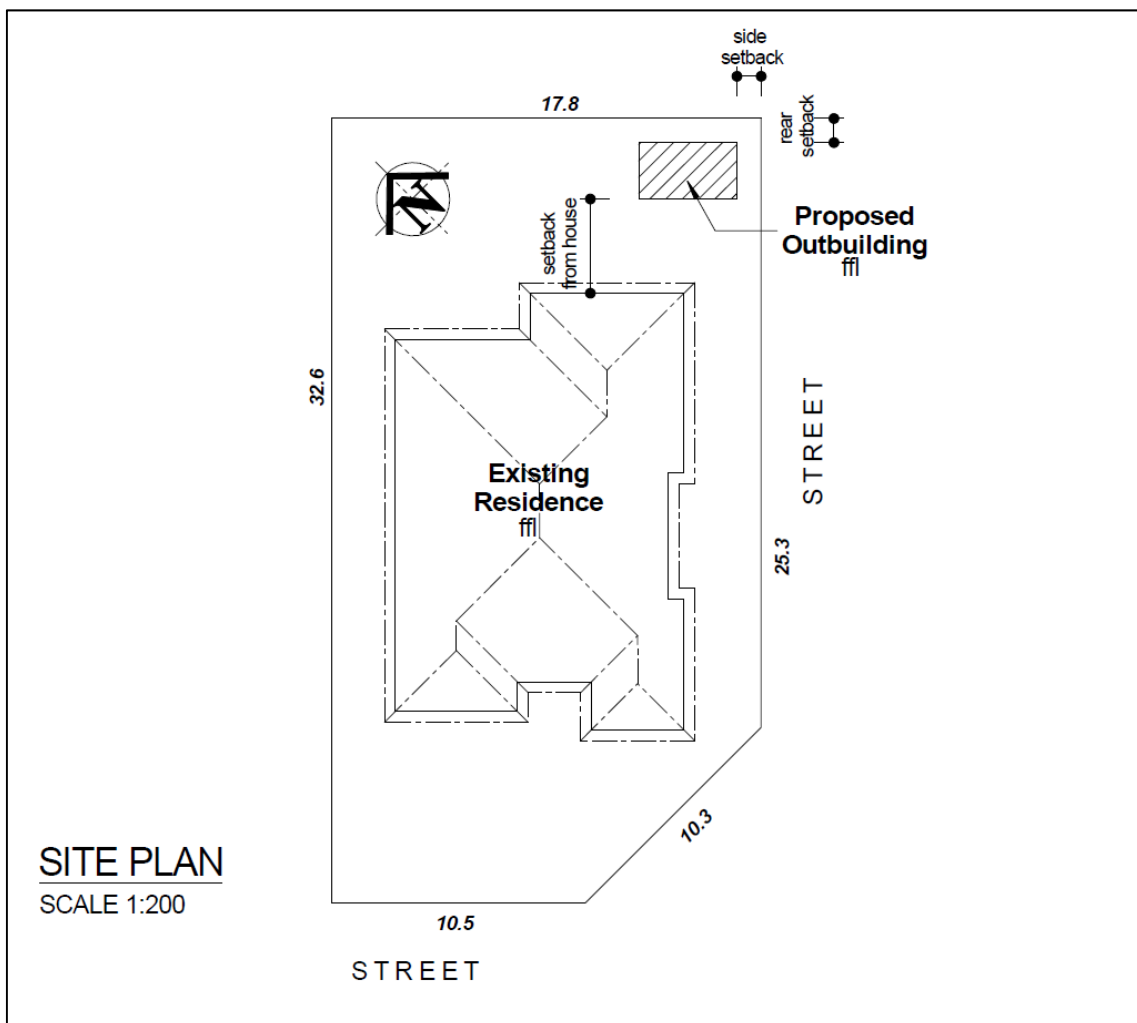 side
setback
17.8
rear
setback
N
setback
from house
Proposed
Outbuilding
ffl
32.6
STREET
Existing
Residence
ffl
25.3
10.3
SITE PLAN
SCALE 1:200
10.5
STREET